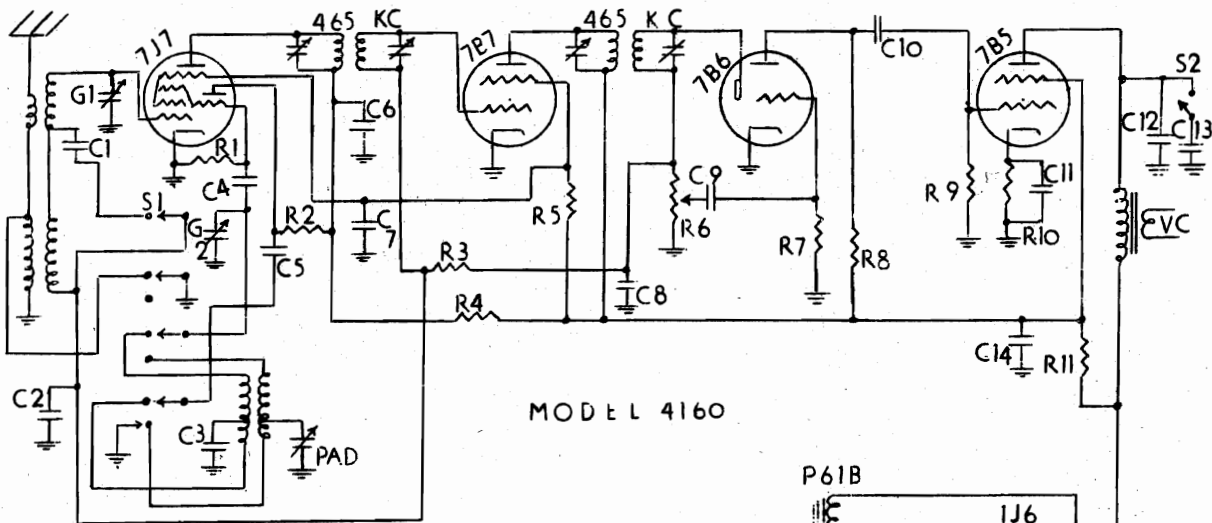 465 KC
465 KC
7J7
7E7
7B6
7B5
C10
S2
G1
C1
R1
C6
C12
C13
C4
S1
G2
R2
C7
R5
C9
R6
R7
R8
R9
C11
R10
VC
C5
R3
C8
R4
C14
R11
C2
C3
PAD
MODEL 4160
P61B
1J6